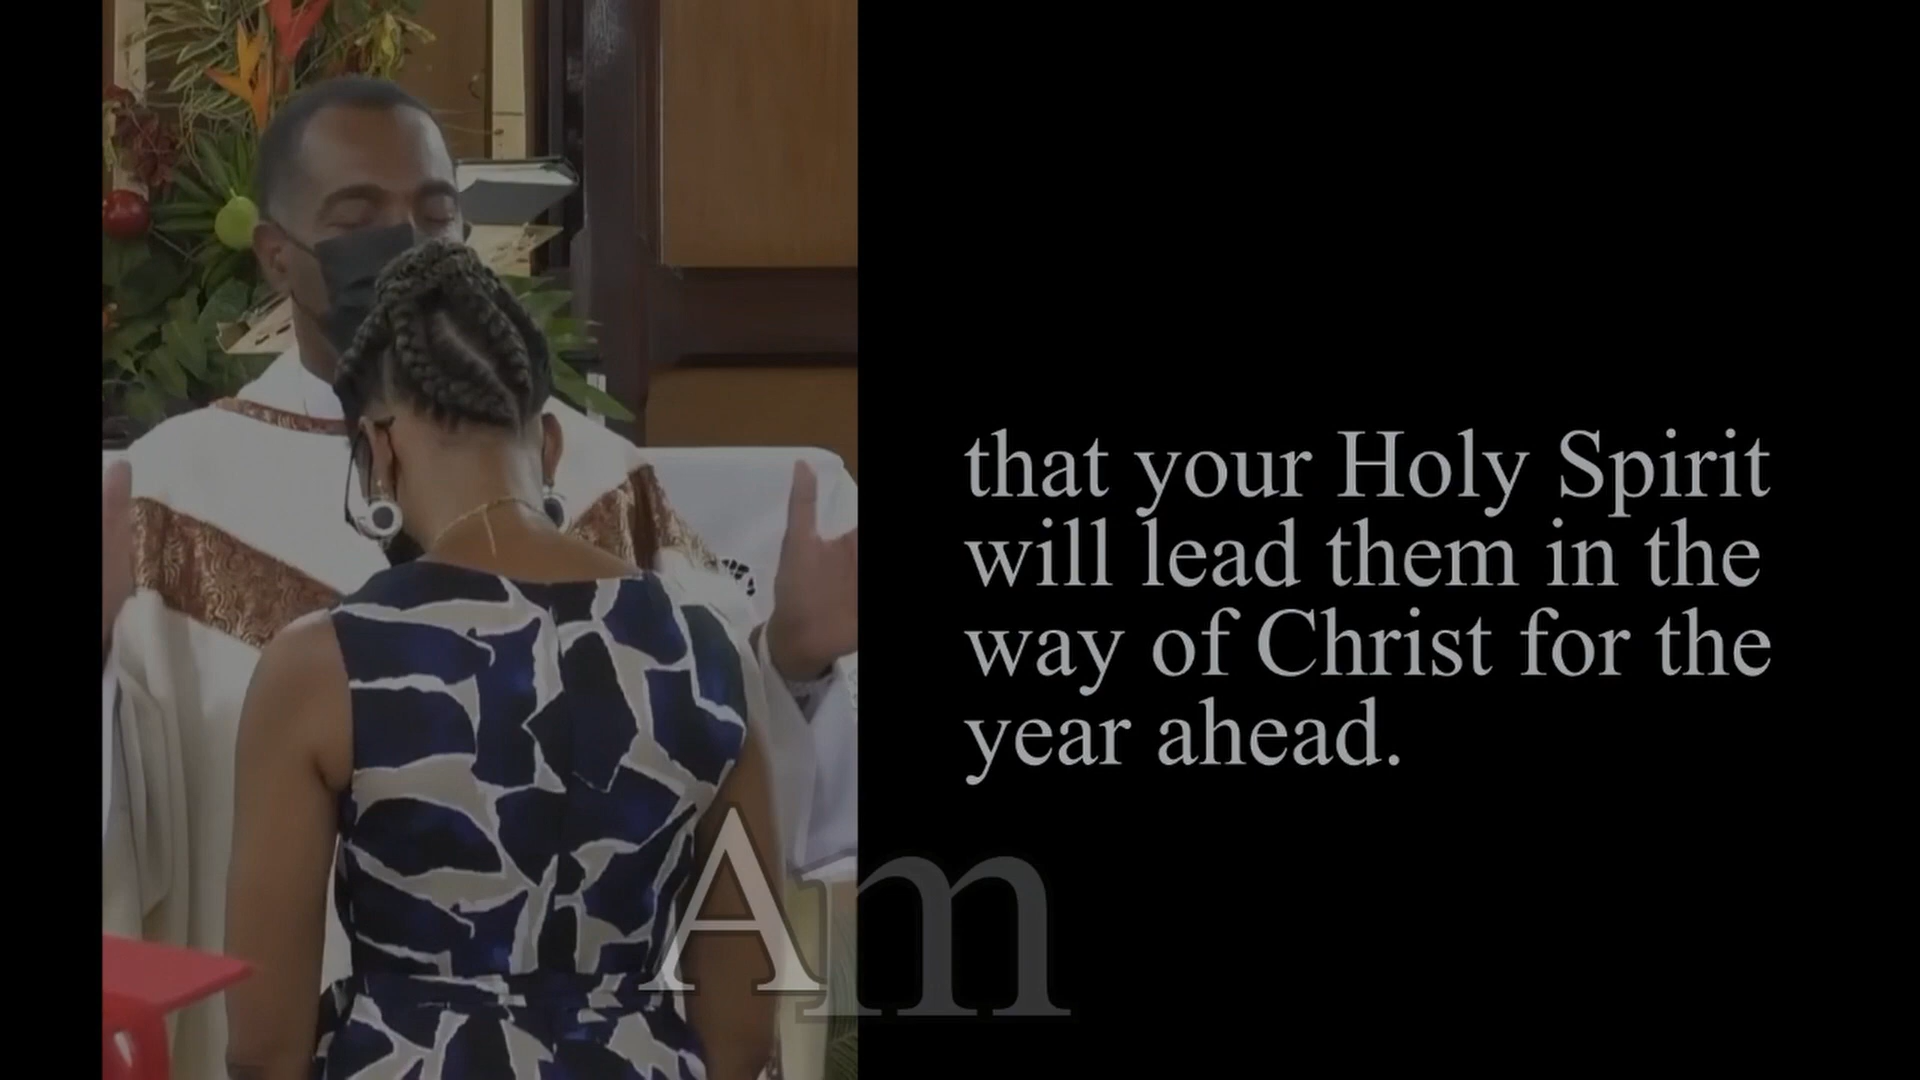 that your Holy Spirit
will lead them in the
way of Christ for the
year ahead.
Am